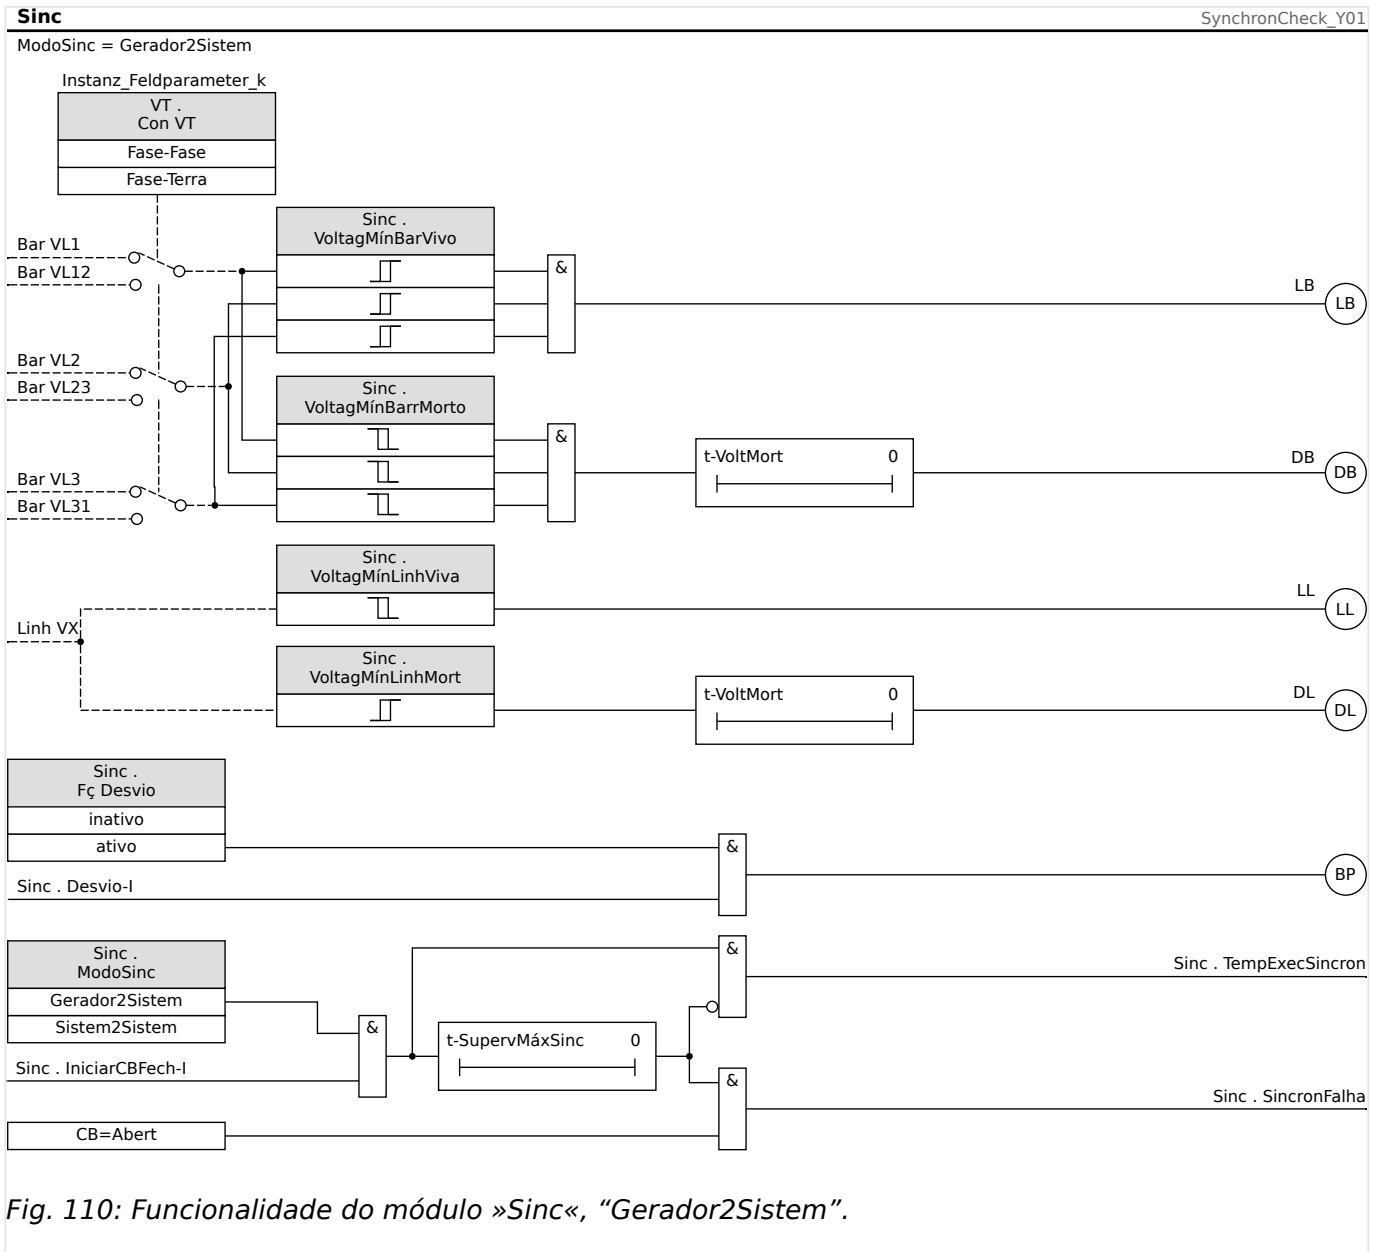 Sinc
SynchronCheck_Y01
ModoSinc = Gerador2Sistem
Instanz_Feldparameter_k
VT .
Con VT
Fase-Fase
Fase-Terra
Sinc .
VoltagMínBarVivo
Bar VL1
Bar VL12
&
LB
LB
Bar VL2
Bar VL23
Sinc .
VoltagMínBarrMorto
&
t-VoltMort 0
DB
DB
Bar VL3
Bar VL31
Sinc .
VoltagMínLinhViva
LL
LL
Linh VX
Sinc .
VoltagMínLinhMort
t-VoltMort 0
DL
DL
Sinc .
Fç Desvio
inativo
ativo
&
BP
Sinc . Desvio-I
Sinc .
ModoSinc
Gerador2Sistem
Sistem2Sistem
&
Sinc . TempExecSincron
&
t-SupervMáxSinc 0
Sinc . IniciarCBFech-I
&
Sinc . SincronFalha
CB=Abert
Fig. 110: Funcionalidade do módulo »Sinc«, “Gerador2Sistem”.